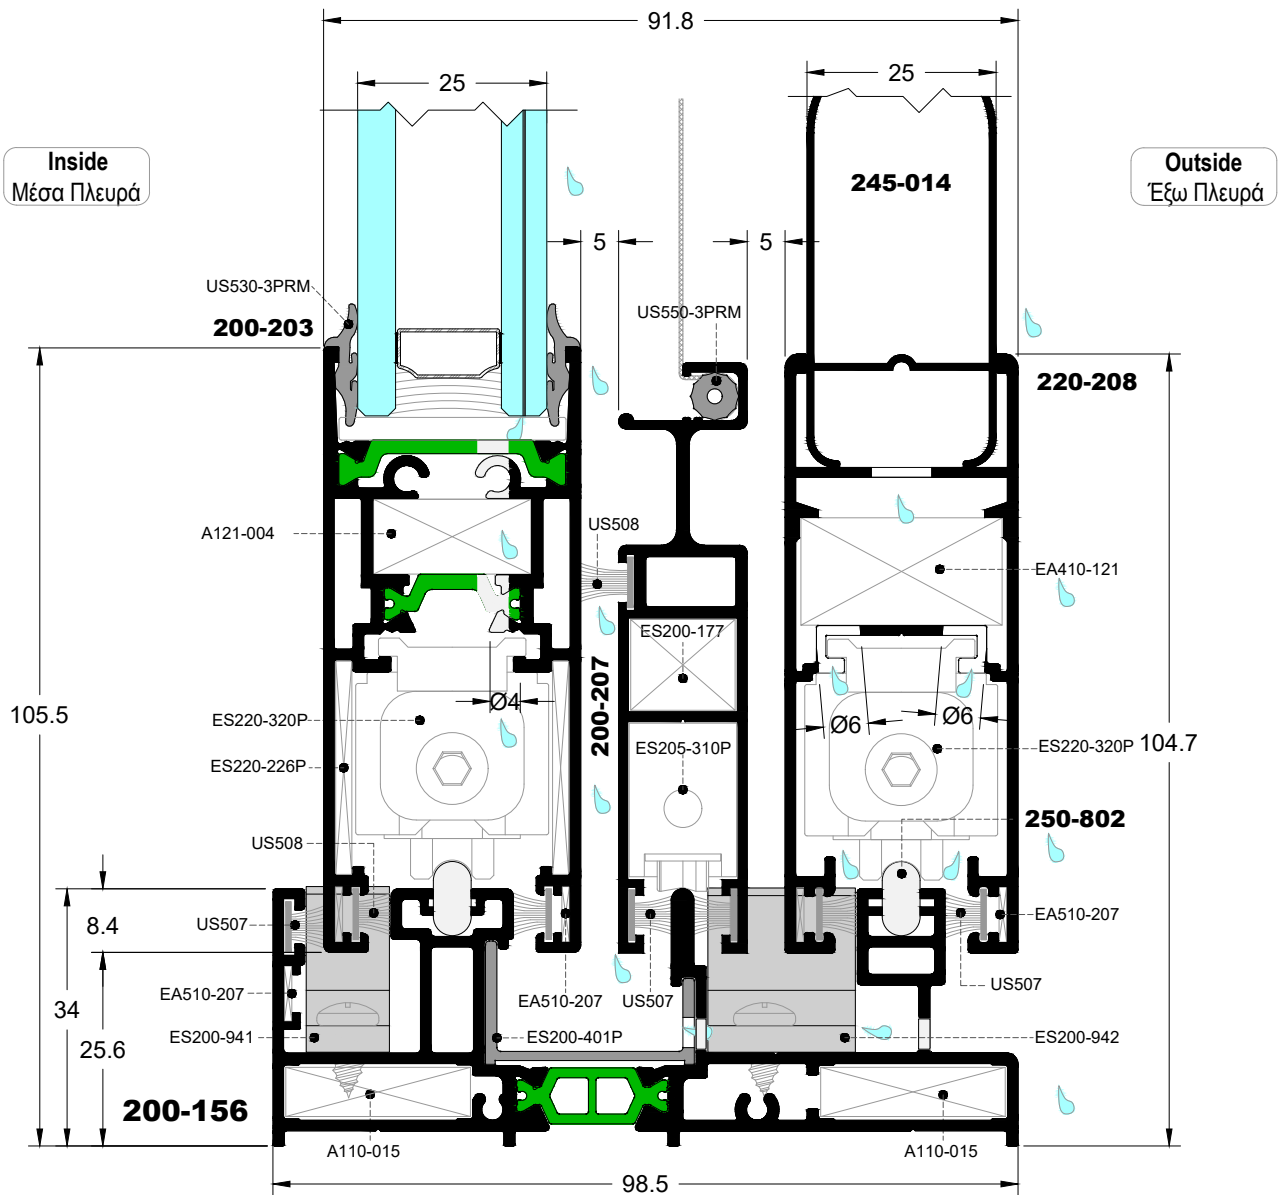 91.8
25
25
Inside
Μέσα Πλευρά
Outside
Έξω Πλευρά
245-014
5
5
US530-3PRM
200-203
US550-3PRM
220-208
A121-004
US508
EA410-121
ES200-177
200-207
Ø4
105.5
ES220-320P
Ø6
Ø6
ES205-310P
ES220-320P
104.7
ES220-226P
250-802
US508
8.4
US507
EA510-207
34
EA510-207
EA510-207
US507
US507
25.6
ES200-941
ES200-401P
ES200-942
200-156
A110-015
A110-015
98.5